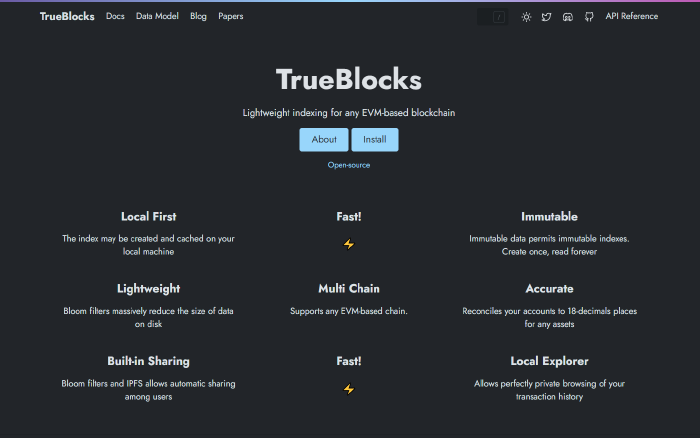 TrueBlocks Docs Data Model Blog Papers / API Reference
TrueBlocks
Lightweight indexing for any EVM-based blockchain
About Install
Open-source
Local First
The index may be created and cached on your
local machine
Fast!
⚡
Immutable
Immutable data permits immutable indexes.
Create once, read forever
Lightweight
Bloom filters massively reduce the size of data
on disk
Multi Chain
Supports any EVM-based chain.
Accurate
Reconciles your accounts to 18-decimals places
for any assets
Built-in Sharing
Bloom filters and IPFS allows automatic sharing
among users
Fast!
⚡
Local Explorer
Allows perfectly private browsing of your
transaction history